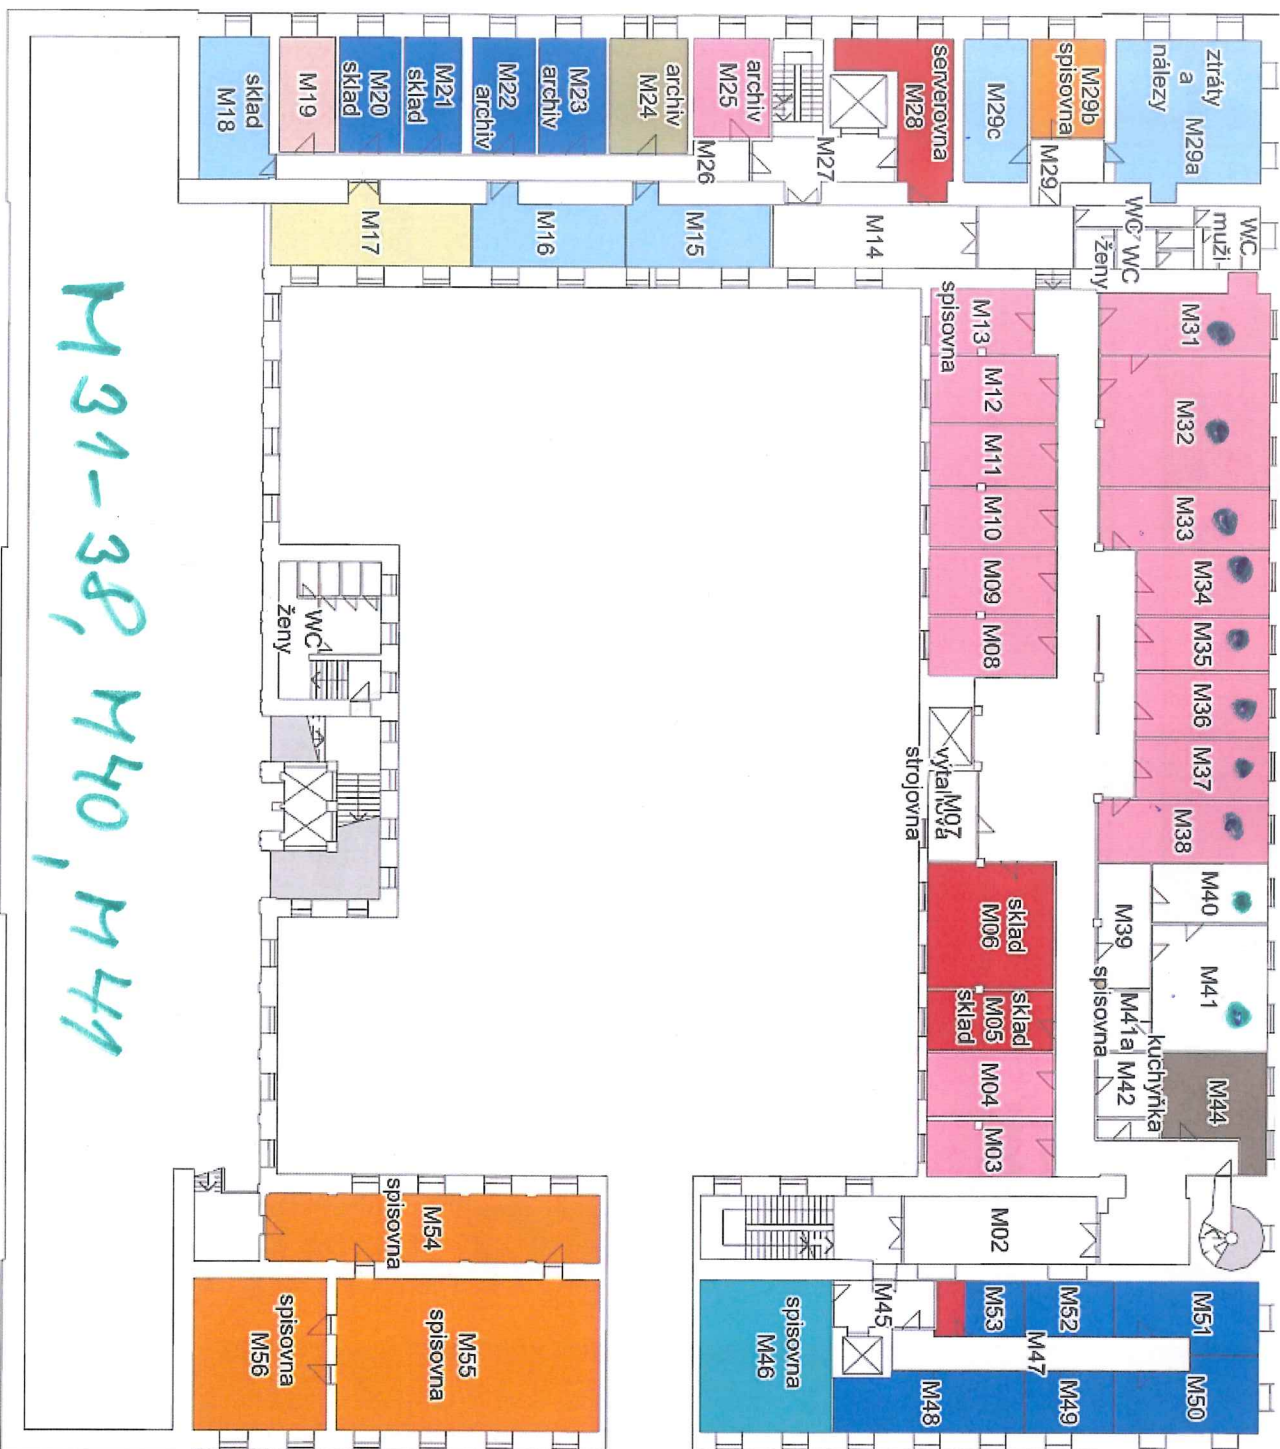 ztráty
a
nálezy
M29a
M29b
spisovna
M29c
M29
serverovna
M28
M27
M26
archiv
M25
archiv
M24
M23
archiv
M22
archiv
M21
sklad
M20
sklad
M19
sklad
M18
WC
muži
WC
WC
ženy
M14
M15
M16
M17
M31
M32
M33
M34
M35
M36
M37
M38
M40
M39
M41
M41a
spisovna
kuchyňka
M42
M44
M13
spisovna
M12
M11
M10
M09
M08
M07
strojovna
sklad
M06
sklad
M05
sklad
M04
M03
WC
ženy
M02
M45
M53
M52
M51
M47
M48
M49
M50
spisovna
M46
M54
spisovna
M55
spisovna
spisovna
M56
M31-38, M40, M41